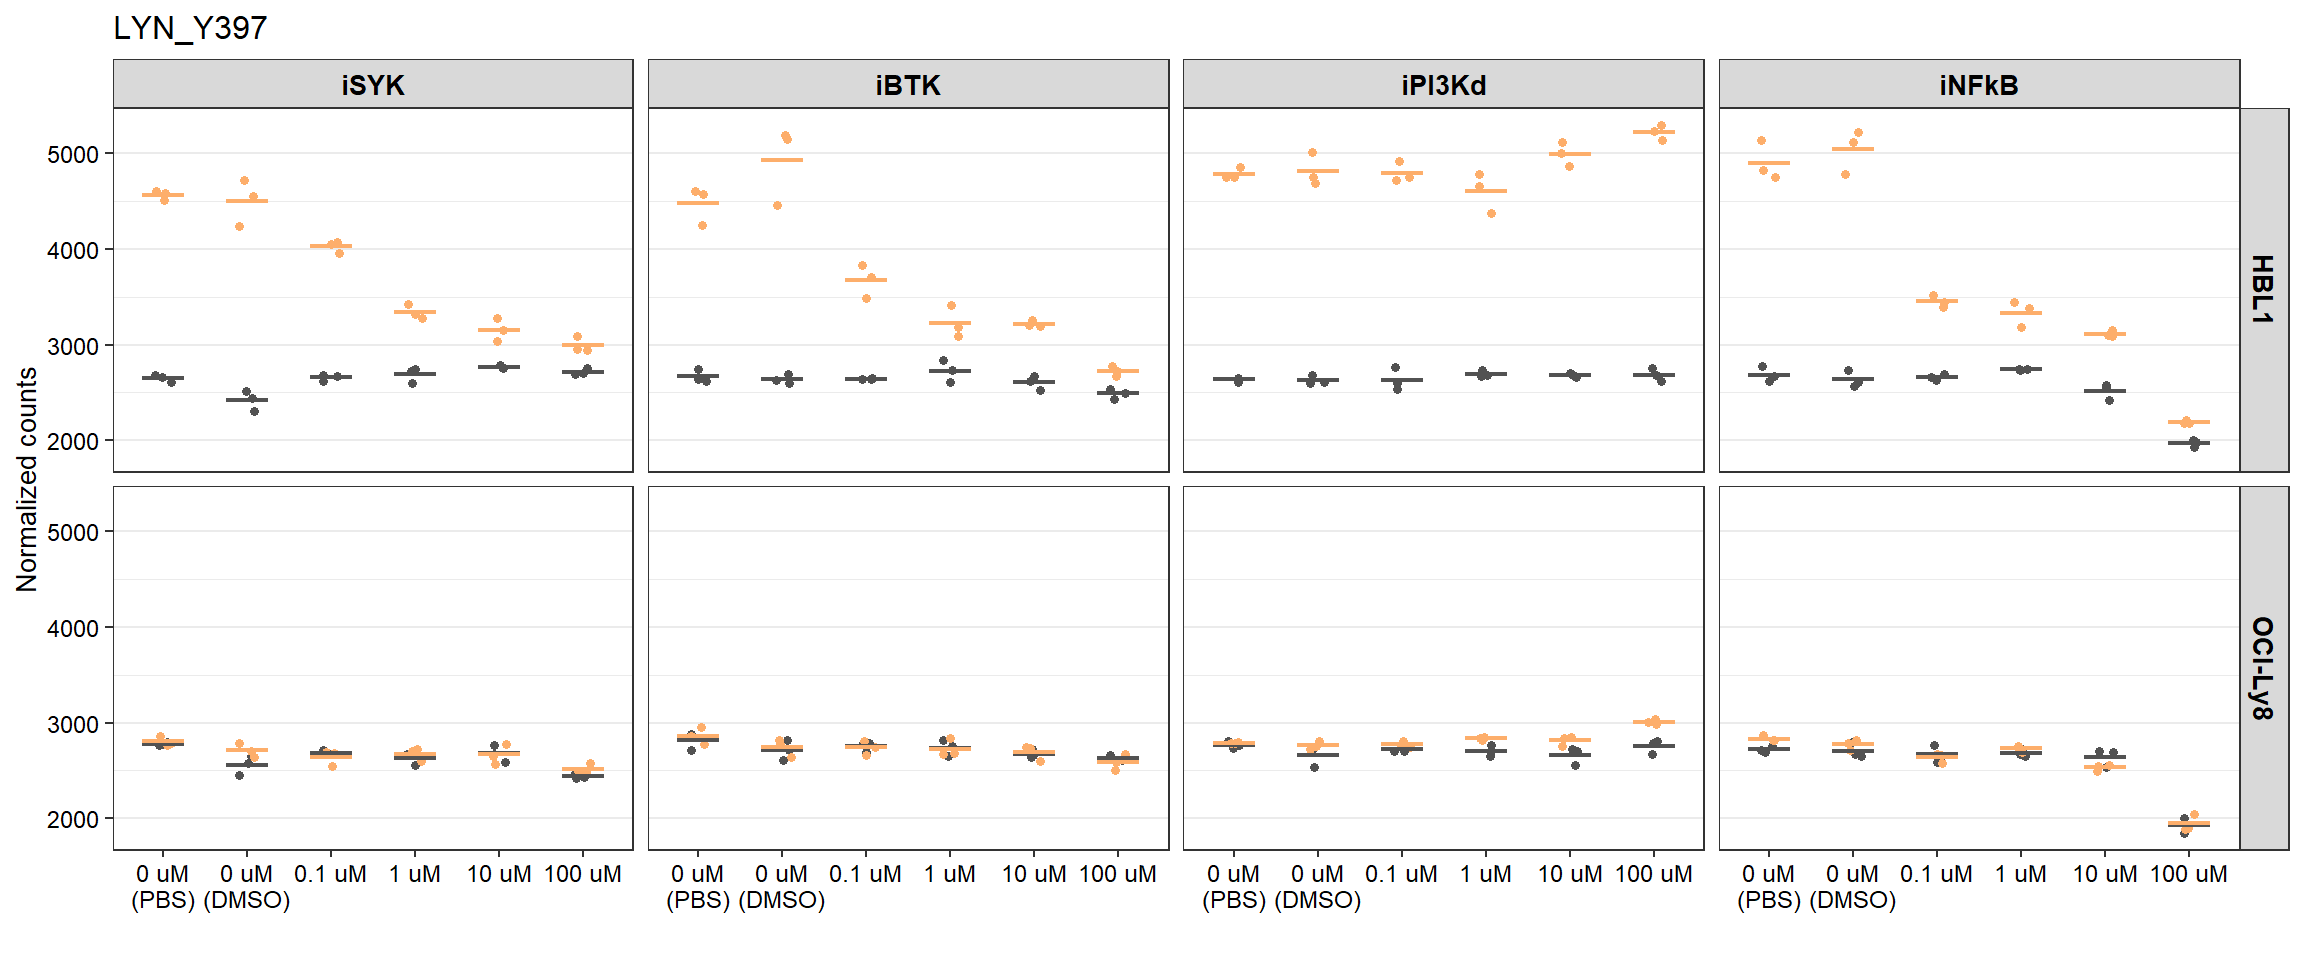 LYN_Y397
iSYK
iBTK
iPI3Kd
iNFkB
Normalized counts
5000
4000
3000
2000
HBL1
5000
4000
3000
2000
OCI-Ly8
0 uM 0 uM 0.1 uM 1 uM 10 uM 100 uM
(PBS) (DMSO)
0 uM 0 uM 0.1 uM 1 uM 10 uM 100 uM
(PBS) (DMSO)
0 uM 0 uM 0.1 uM 1 uM 10 uM 100 uM
(PBS) (DMSO)
0 uM 0 uM 0.1 uM 1 uM 10 uM 100 uM
(PBS) (DMSO)